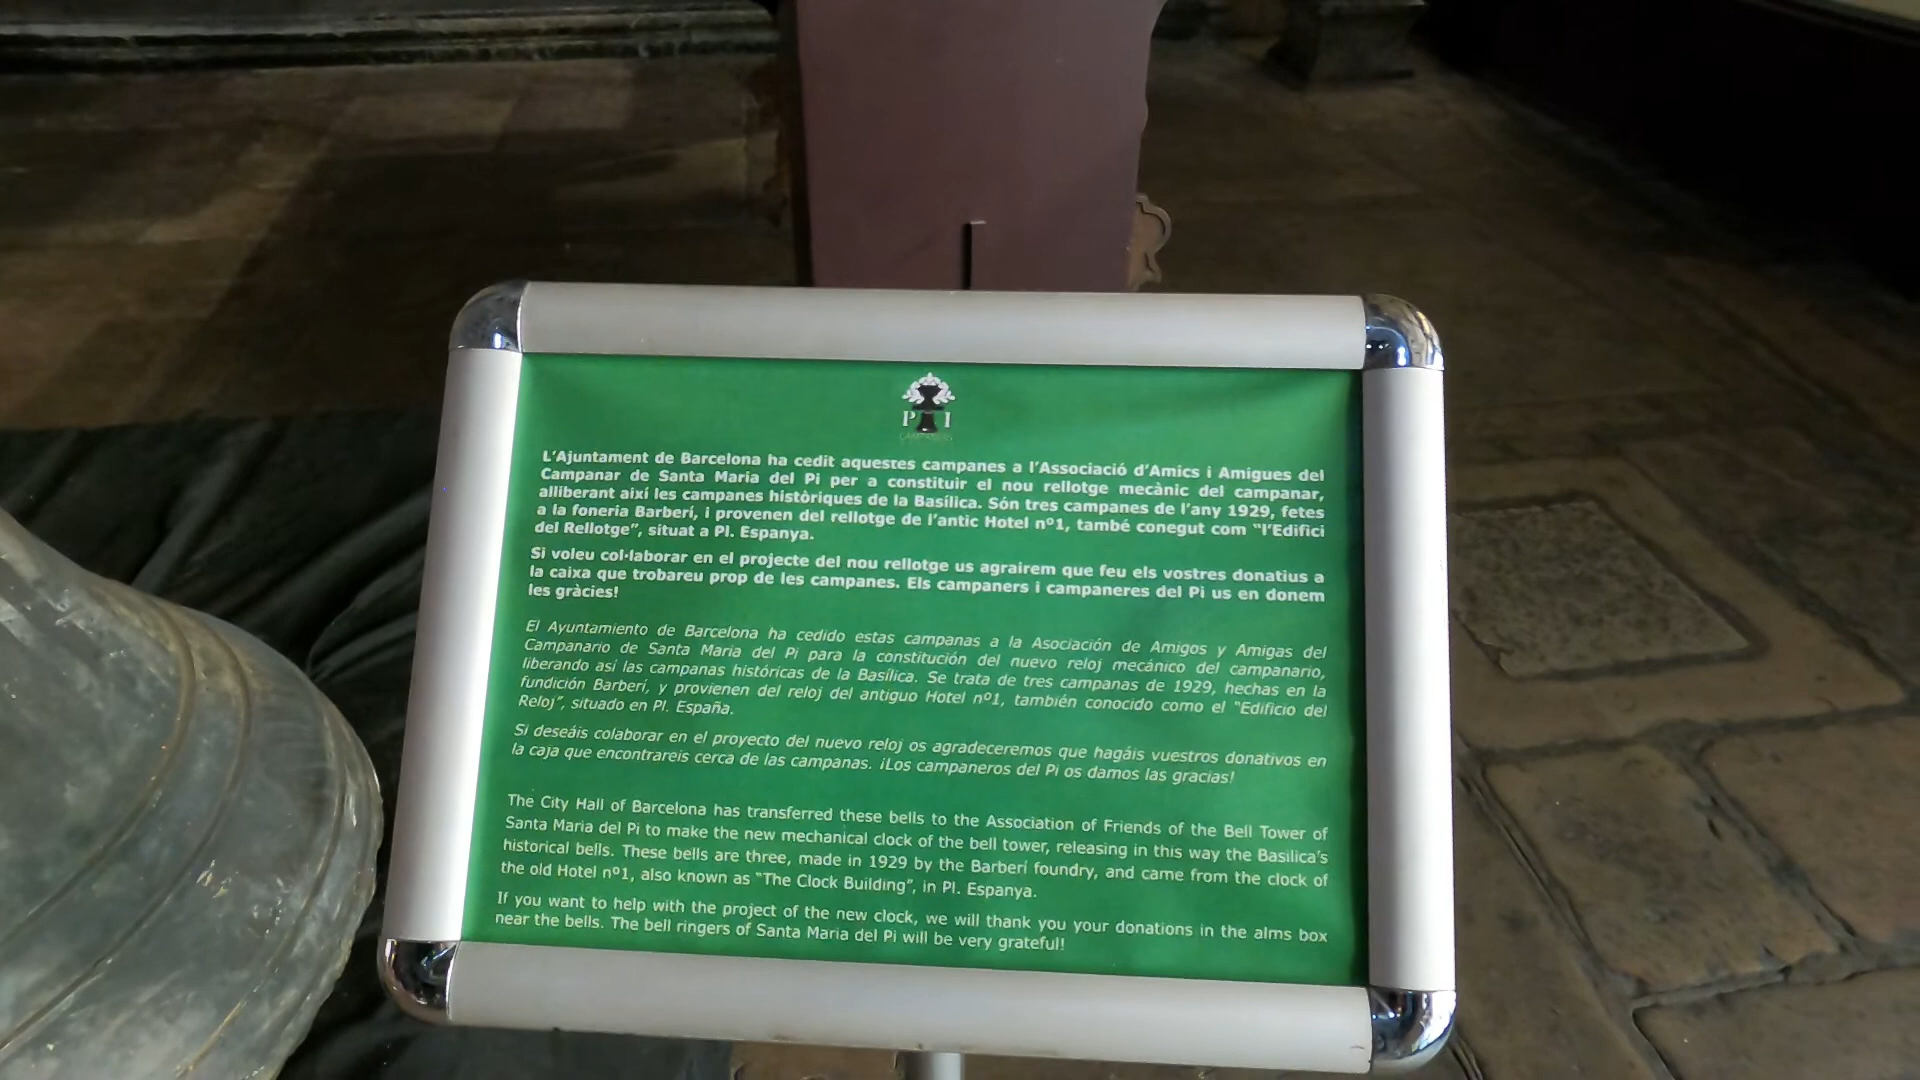 P I
L'Ajuntament de Barcelona ha cedit aquestes campanes a l'Associació d'Amics i Amigues del
Campanar de Santa Maria del Pi per a constituir el nou rellotge mecànic del campanar,
alliberant així les campanes històriques de la Basílica. Són tres campanes de l'any 1929, fetes
a la foneria Barberí, i provenen del rellotge de l'antic Hotel nº1, també conegut com "l'Edifici
del Rellotge", situat a Pl. Espanya.
Si voleu col·laborar en el projecte del nou rellotge us agrairem que feu els vostres donatius a
la caixa que trobareu prop de les campanes. Els campaners i campaneres del Pi us en donem
les gràcies!
El Ayuntamiento de Barcelona ha cedido estas campanas a la Asociación de Amigos y Amigas del
Campanario de Santa Maria del Pi para la constitución del nuevo reloj mecánico del campanario,
liberando así las campanas históricas de la Basílica. Se trata de tres campanas de 1929, hechas en la
fundición Barberí, y provienen del reloj del antiguo Hotel nº1, también conocido como el "Edificio del
Reloj", situado en Pl. España.
Si deseáis colaborar en el proyecto del nuevo reloj os agradeceremos que hagáis vuestros donativos en
la caja que encontrareis cerca de las campanas. ¡Los campaneros del Pi os damos las gracias!
The City Hall of Barcelona has transferred these bells to the Association of Friends of the Bell Tower of
Santa Maria del Pi to make the new mechanical clock of the bell tower, releasing in this way the Basilica's
historical bells. These bells are three, made in 1929 by the Barberí foundry, and came from the clock of
the old Hotel nº1, also known as "The Clock Building", in Pl. Espanya.
If you want to help with the project of the new clock, we will thank you your donations in the alms box
near the bells. The bell ringers of Santa Maria del Pi will be very grateful!